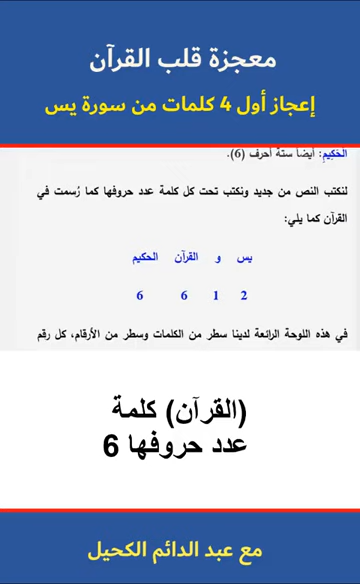 معجزة قلب القرآن
إعجاز أول 4 كلمات من سورة يس
الحَكِيمِ: أيضاً ستة أحرف (6).
لنكتب النص من جديد ونكتب تحت كل كلمة عدد حروفها كما رُسمت في
القرآن كما يلي:
يس و القرآن الحكيم
2 1 6 6
في هذه اللوحة الرائعة لدينا سطر من الكلمات وسطر من الأرقام، كل رقم
(القرآن) كلمة
عدد حروفها 6
مع عبد الدائم الكحيل